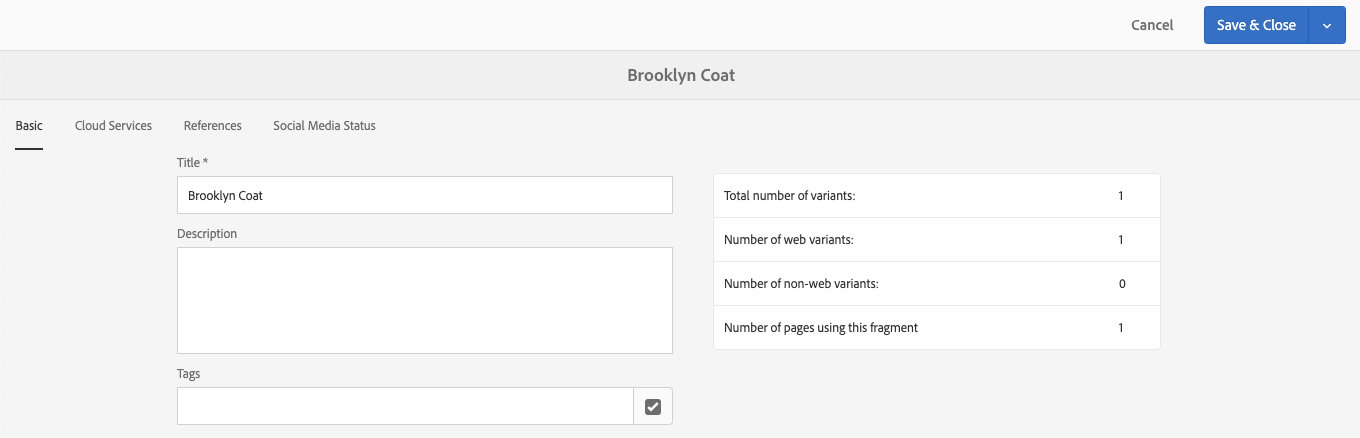 Cancel
Save & Close
Brooklyn Coat
Basic Cloud Services References Social Media Status
Title *
Brooklyn Coat
Description
Tags
Total number of variants: 1
Number of web variants: 1
Number of non-web variants: 0
Number of pages using this fragment 1